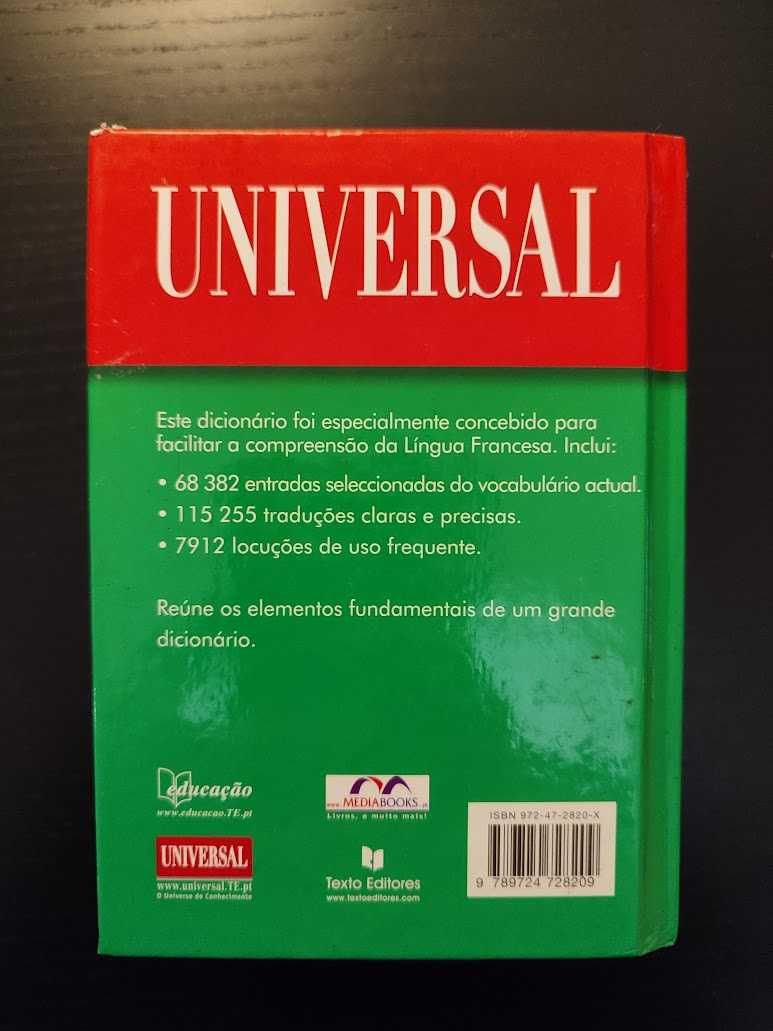 UNIVERSAL
Este dicionário foi especialmente concebido para
facilitar a compreensão da Língua Francesa. Inclui:
• 68 382 entradas seleccionadas do vocabulário actual.
• 115 255 traduções claras e precisas.
• 7912 locuções de uso frequente.
Reúne os elementos fundamentais de um grande
dicionário.
educação
www.educacao.TE.pt
www.MEDIABOOKS.pt
Livros, e muito mais!
UNIVERSAL
www.universal.TE.pt
O Universo do Conhecimento
Texto Editores
www.textoeditores.com
ISBN 972-47-2820-X
9 789724 728209